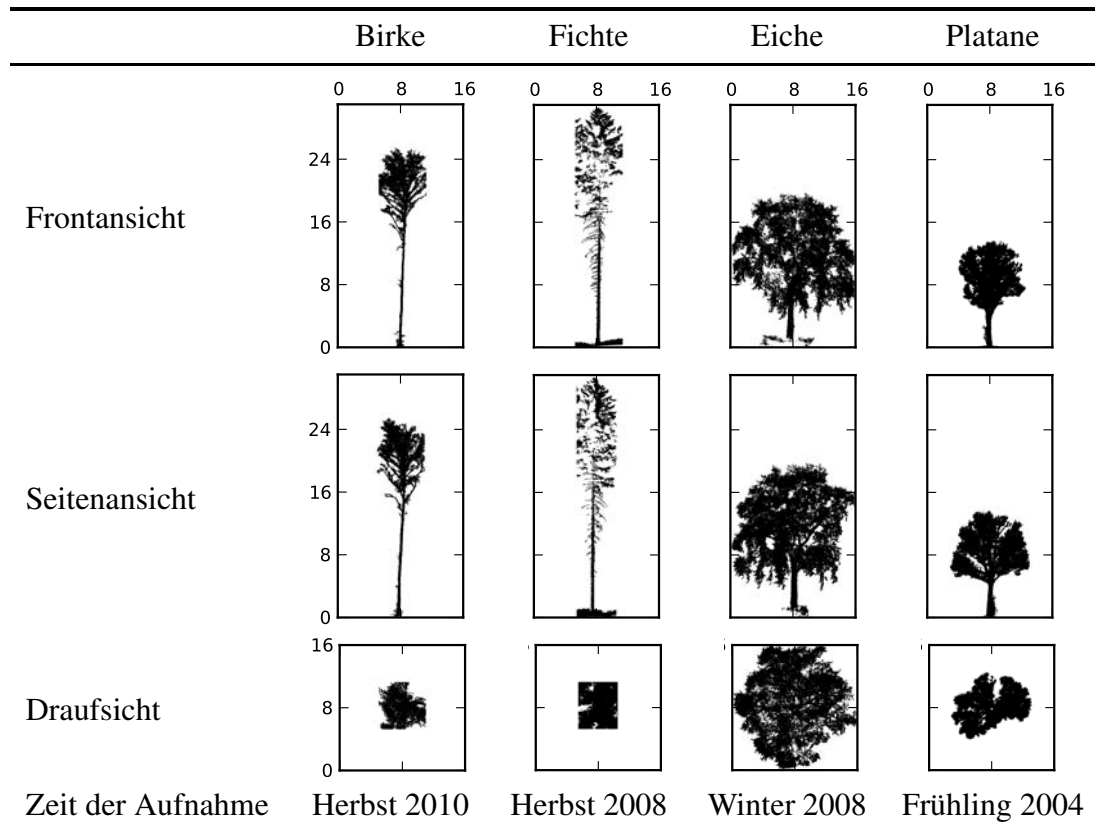 Birke Fichte Eiche Platane
0 8 16 0 8 16 0 8 16 0 8 16
24
Frontansicht
16
8
0
24
Seitenansicht
16
8
0
16
Draufsicht
8
0
Zeit der Aufnahme Herbst 2010 Herbst 2008 Winter 2008 Frühling 2004